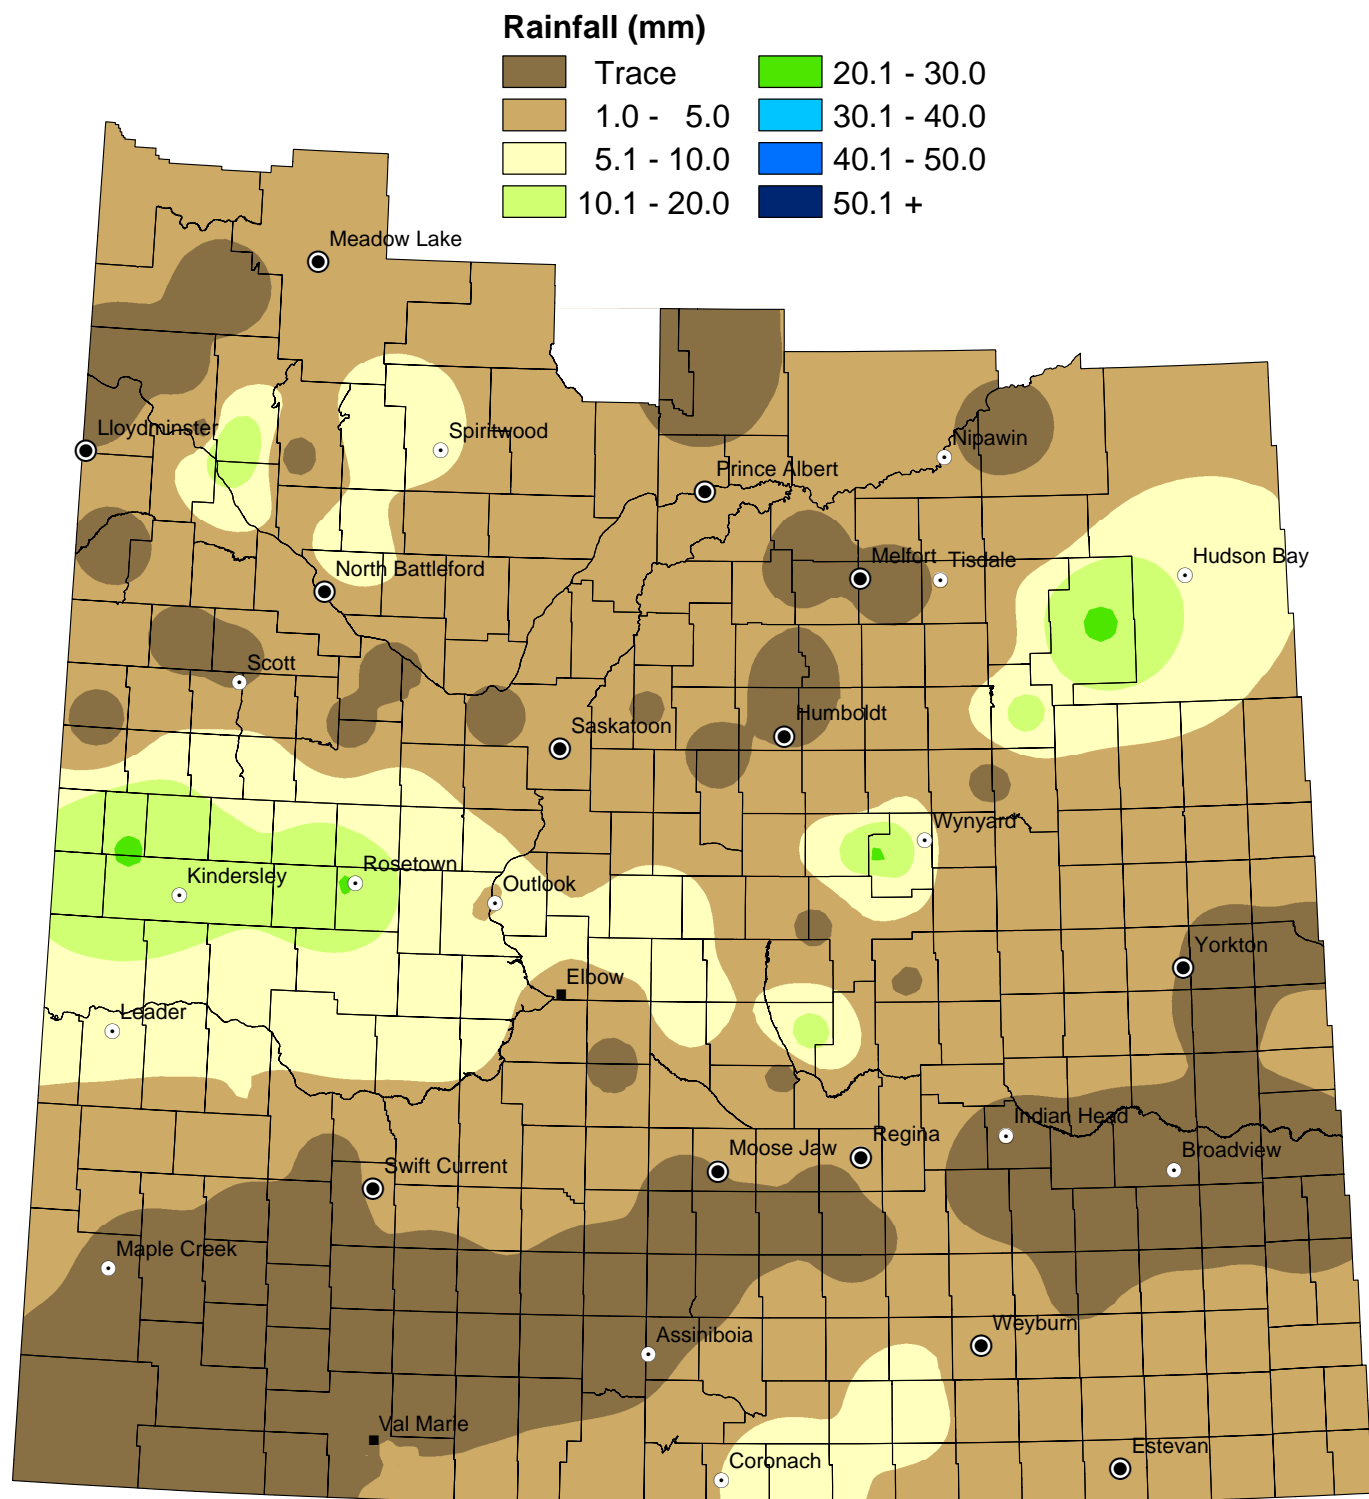 Rainfall (mm)
Trace
20.1 - 30.0
1.0 - 5.0
30.1 - 40.0
5.1 - 10.0
40.1 - 50.0
10.1 - 20.0
50.1 +
Meadow Lake
Lloydminster
Spiritwood
Nipawin
Prince Albert
North Battleford
Melfort
Tisdale
Hudson Bay
Scott
Saskatoon
Humboldt
Wynyard
Kindersley
Rosetown
Outlook
Yorkton
Elbow
Leader
Indian Head
Regina
Moose Jaw
Broadview
Swift Current
Maple Creek
Assiniboia
Weyburn
Val Marie
Estevan
Coronach